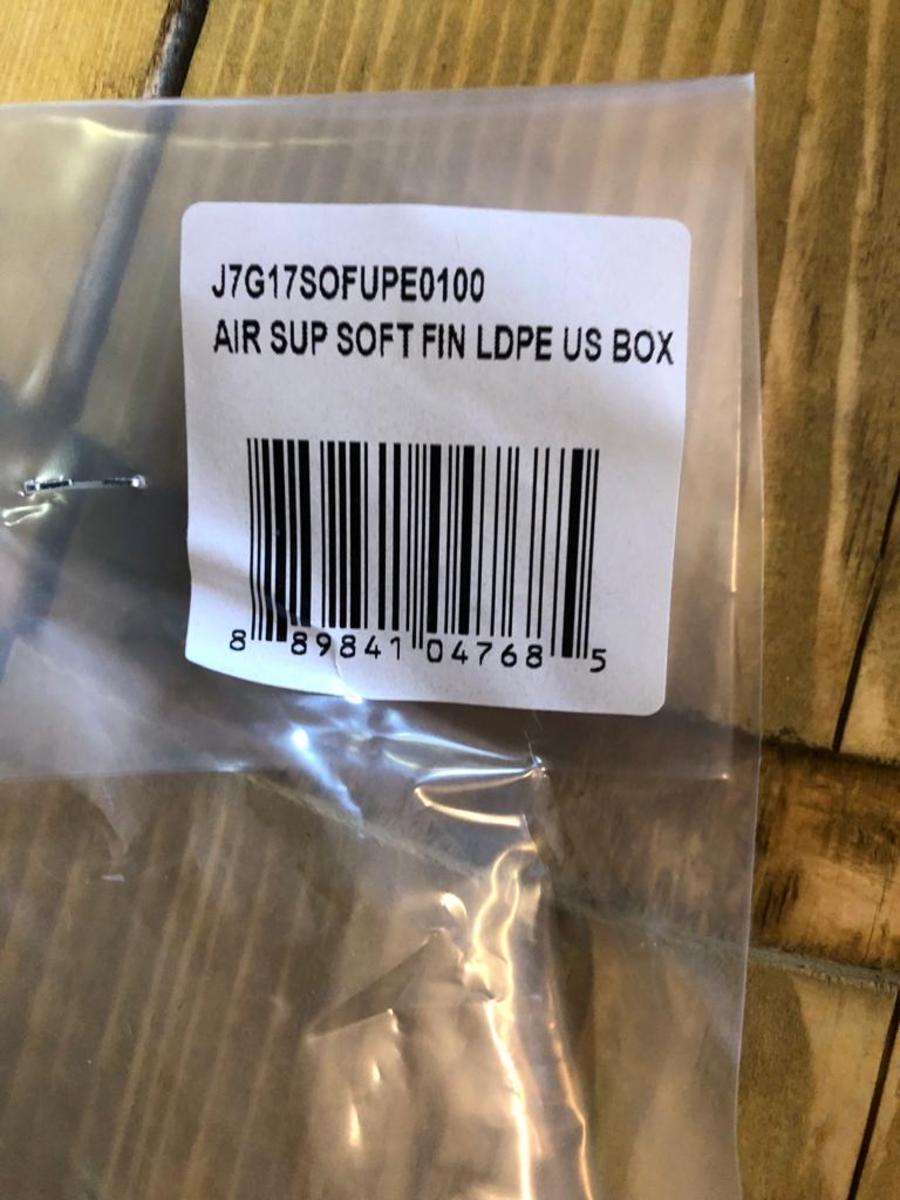 J7G17SOFUPE0100
AIR SUP SOFT FIN LDPE US BOX
8 89841 04768 5